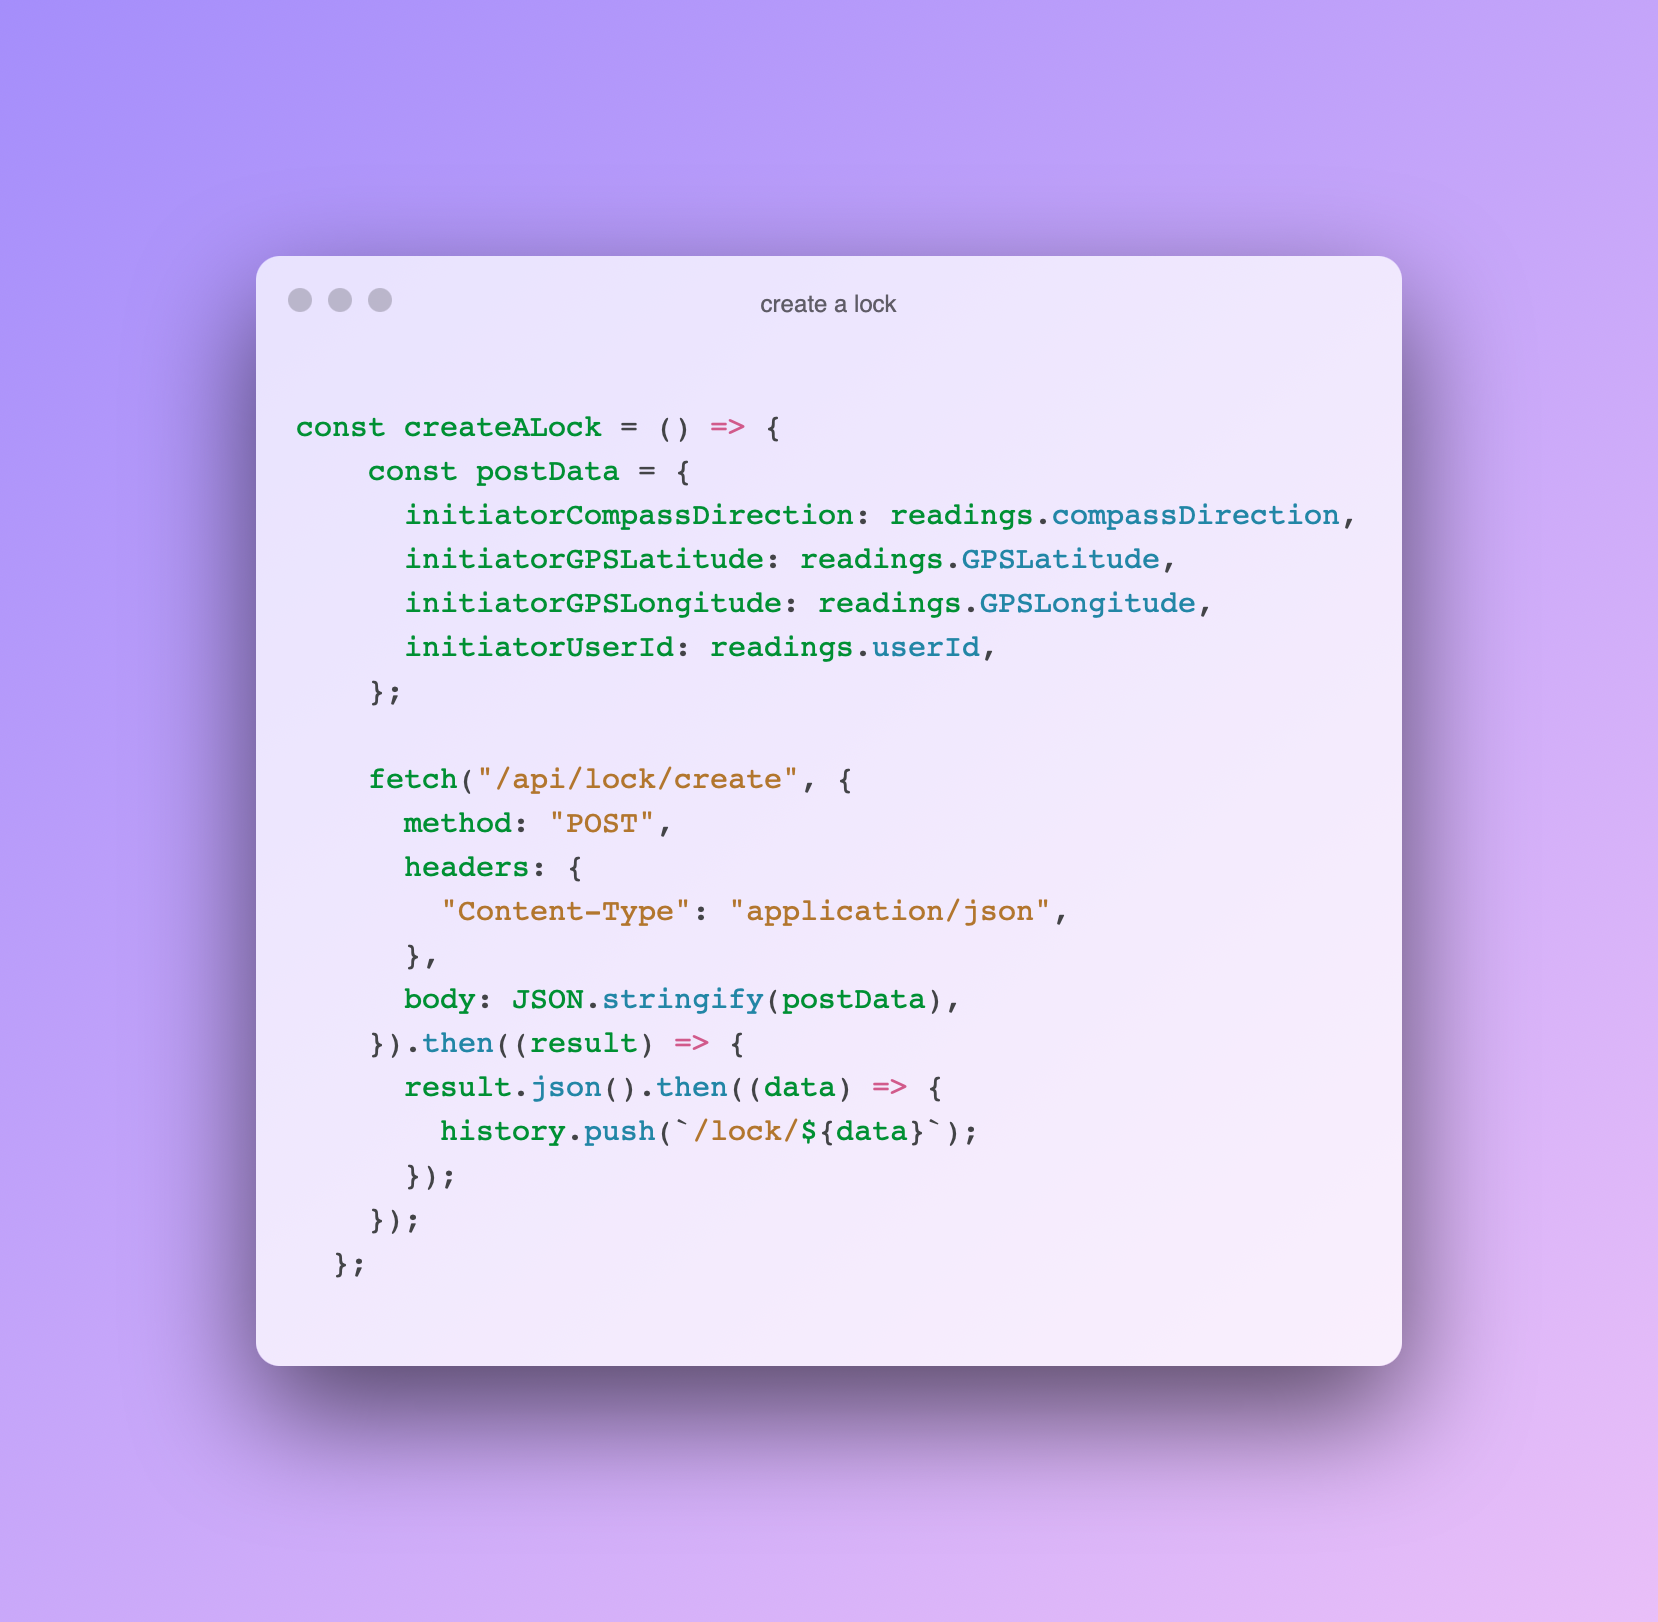 create a lock
const createALock = () => {
    const postData = {
      initiatorCompassDirection: readings.compassDirection,
      initiatorGPSLatitude: readings.GPSLatitude,
      initiatorGPSLongitude: readings.GPSLongitude,
      initiatorUserId: readings.userId,
    };

    fetch("/api/lock/create", {
      method: "POST",
      headers: {
        "Content-Type": "application/json",
      },
      body: JSON.stringify(postData),
    }).then((result) => {
      result.json().then((data) => {
        history.push(`/lock/${data}`);
      });
    });
  };